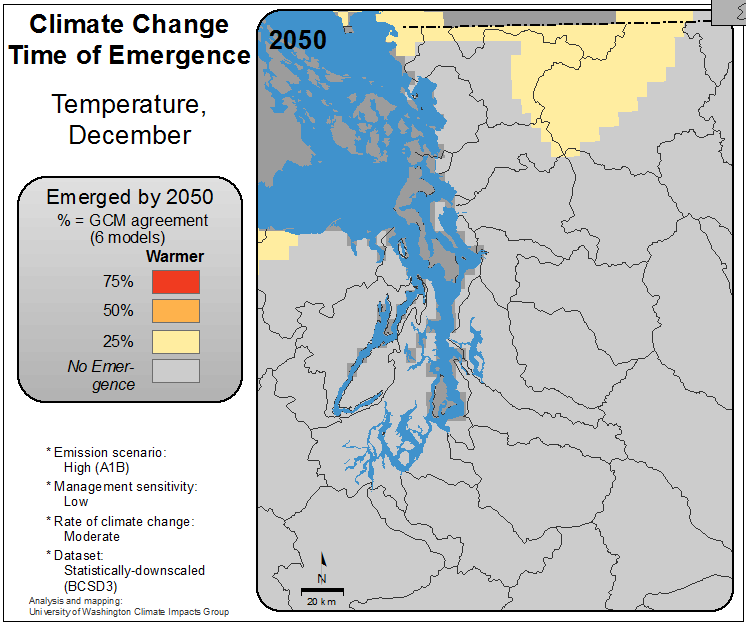 Climate Change
Time of Emergence
Temperature,
December
Emerged by 2050
% = GCM agreement
(6 models)
Warmer
75%
50%
25%
No Emer-
gence
* Emission scenario:
High (A1B)
* Management sensitivity:
Low
* Rate of climate change:
Moderate
* Dataset:
Statistically-downscaled
(BCSD3)
Analysis and mapping:
University of Washington Climate Impacts Group
2050
N
20 km